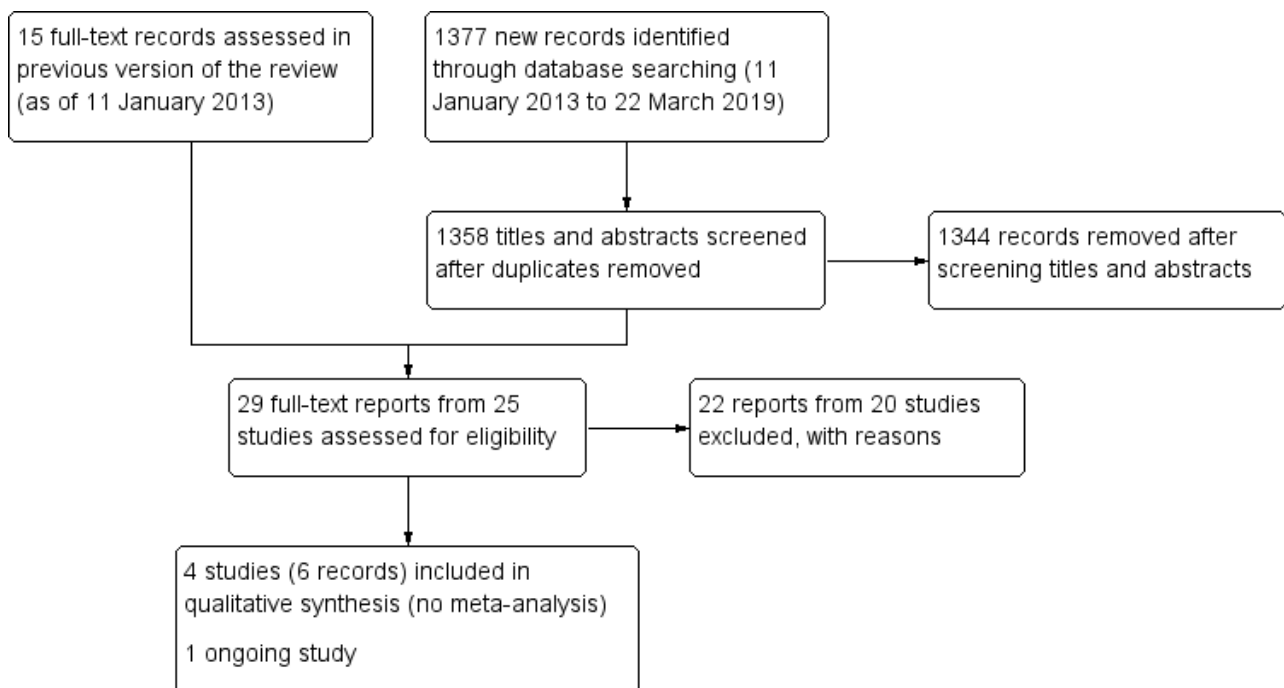 15 full-text records assessed in
previous version of the review
(as of 11 January 2013)
1377 new records identified
through database searching (11
January 2013 to 22 March 2019)
1358 titles and abstracts screened
after duplicates removed
1344 records removed after
screening titles and abstracts
29 full-text reports from 25
studies assessed for eligibility
22 reports from 20 studies
excluded, with reasons
4 studies (6 records) included in
qualitative synthesis (no meta-analysis)
1 ongoing study